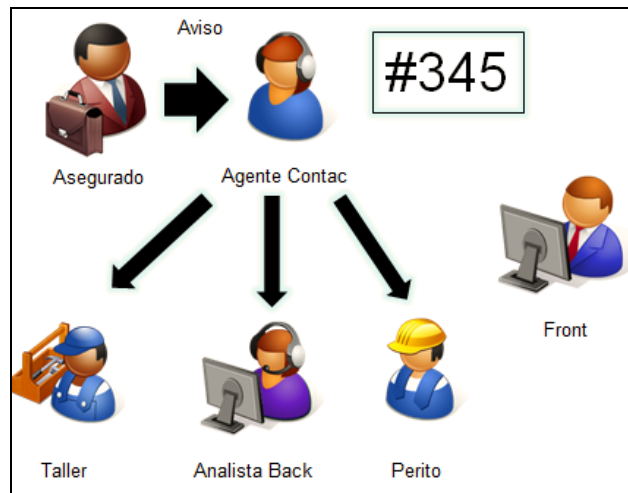 Aviso
#345
Asegurado
Agente Contac
Front
Taller
Analista Back
Perito